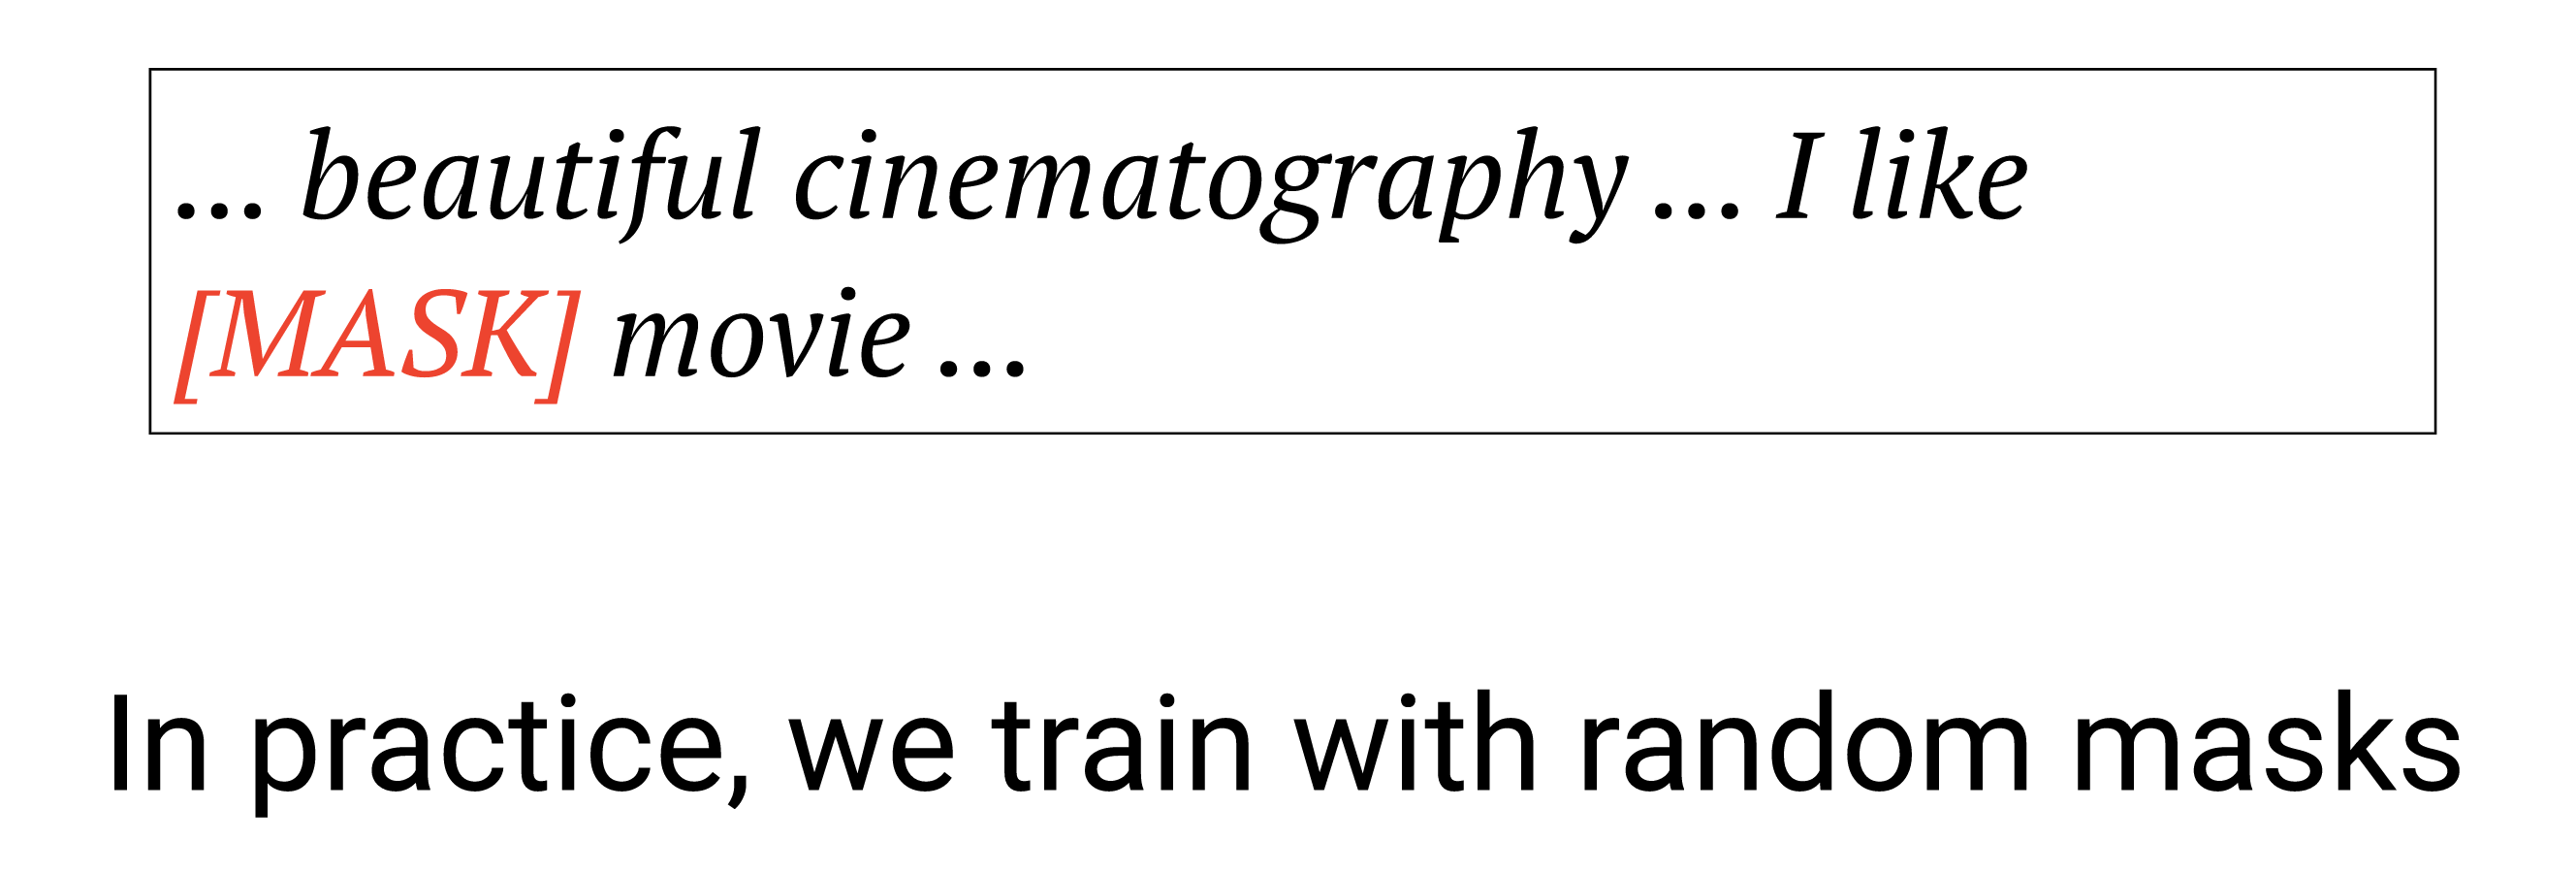 ... beautiful cinematography ... I like
[MASK] movie ...
In practice, we train with random masks